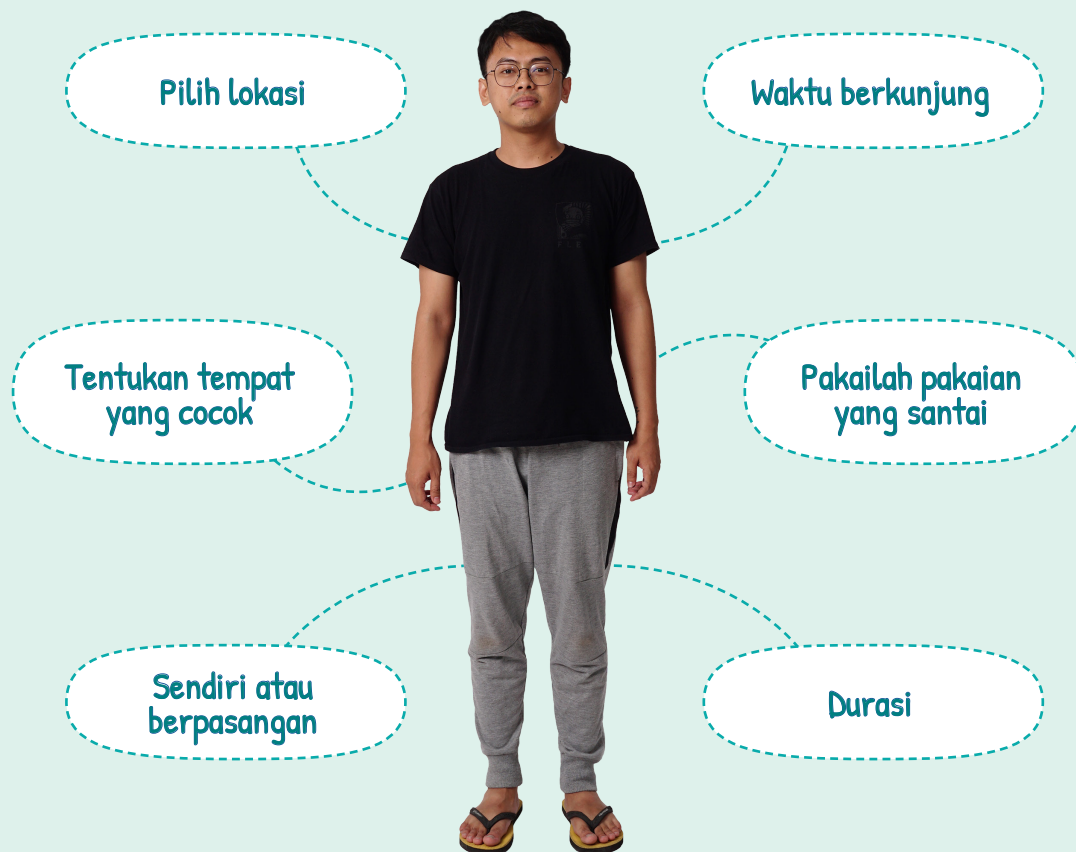 Pilih lokasi
Waktu berkunjung
Tentukan tempat
yang cocok
Pakailah pakaian
yang santai
Sendiri atau
berpasangan
Durasi